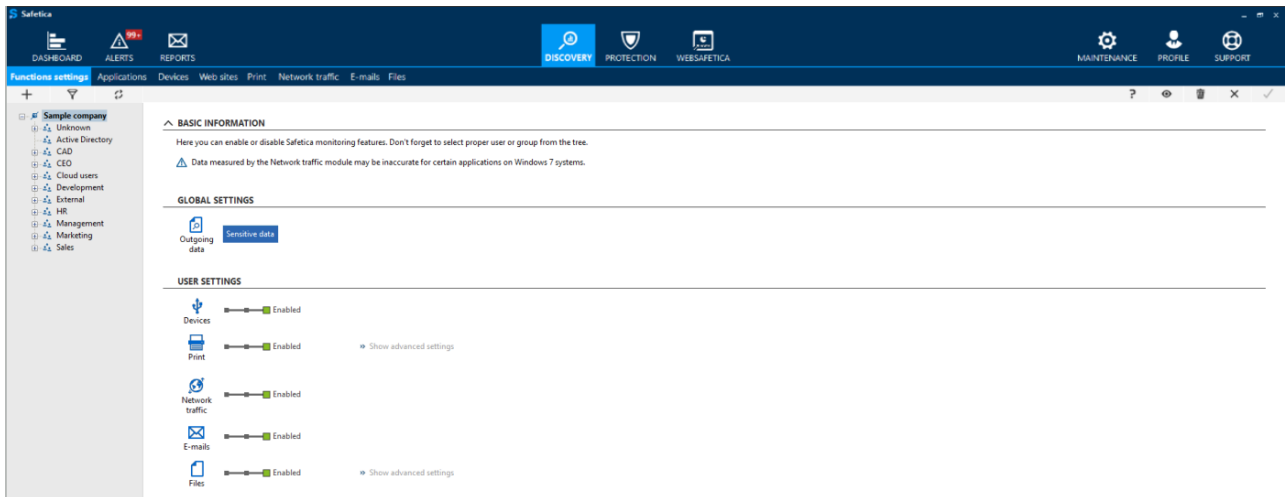 Safetica
DASHBOARD
ALERTS
99+
REPORTS
DISCOVERY
PROTECTION
WEBSAFETICA
MAINTENANCE
PROFILE
SUPPORT
Functions settings Applications Devices Web sites Print Network traffic E-mails Files
Sample company
Unknown
Active Directory
CAD
CEO
Cloud users
Development
External
HR
Management
Marketing
Sales
BASIC INFORMATION
Here you can enable or disable Safetica monitoring features. Don't forget to select proper user or group from the tree.
Data measured by the Network traffic module may be inaccurate for certain applications on Windows 7 systems.
GLOBAL SETTINGS
Outgoing
data
Sensitive data
USER SETTINGS
Devices
Enabled
Print
Enabled
» Show advanced settings
Network
traffic
Enabled
E-mails
Enabled
Files
Enabled
» Show advanced settings